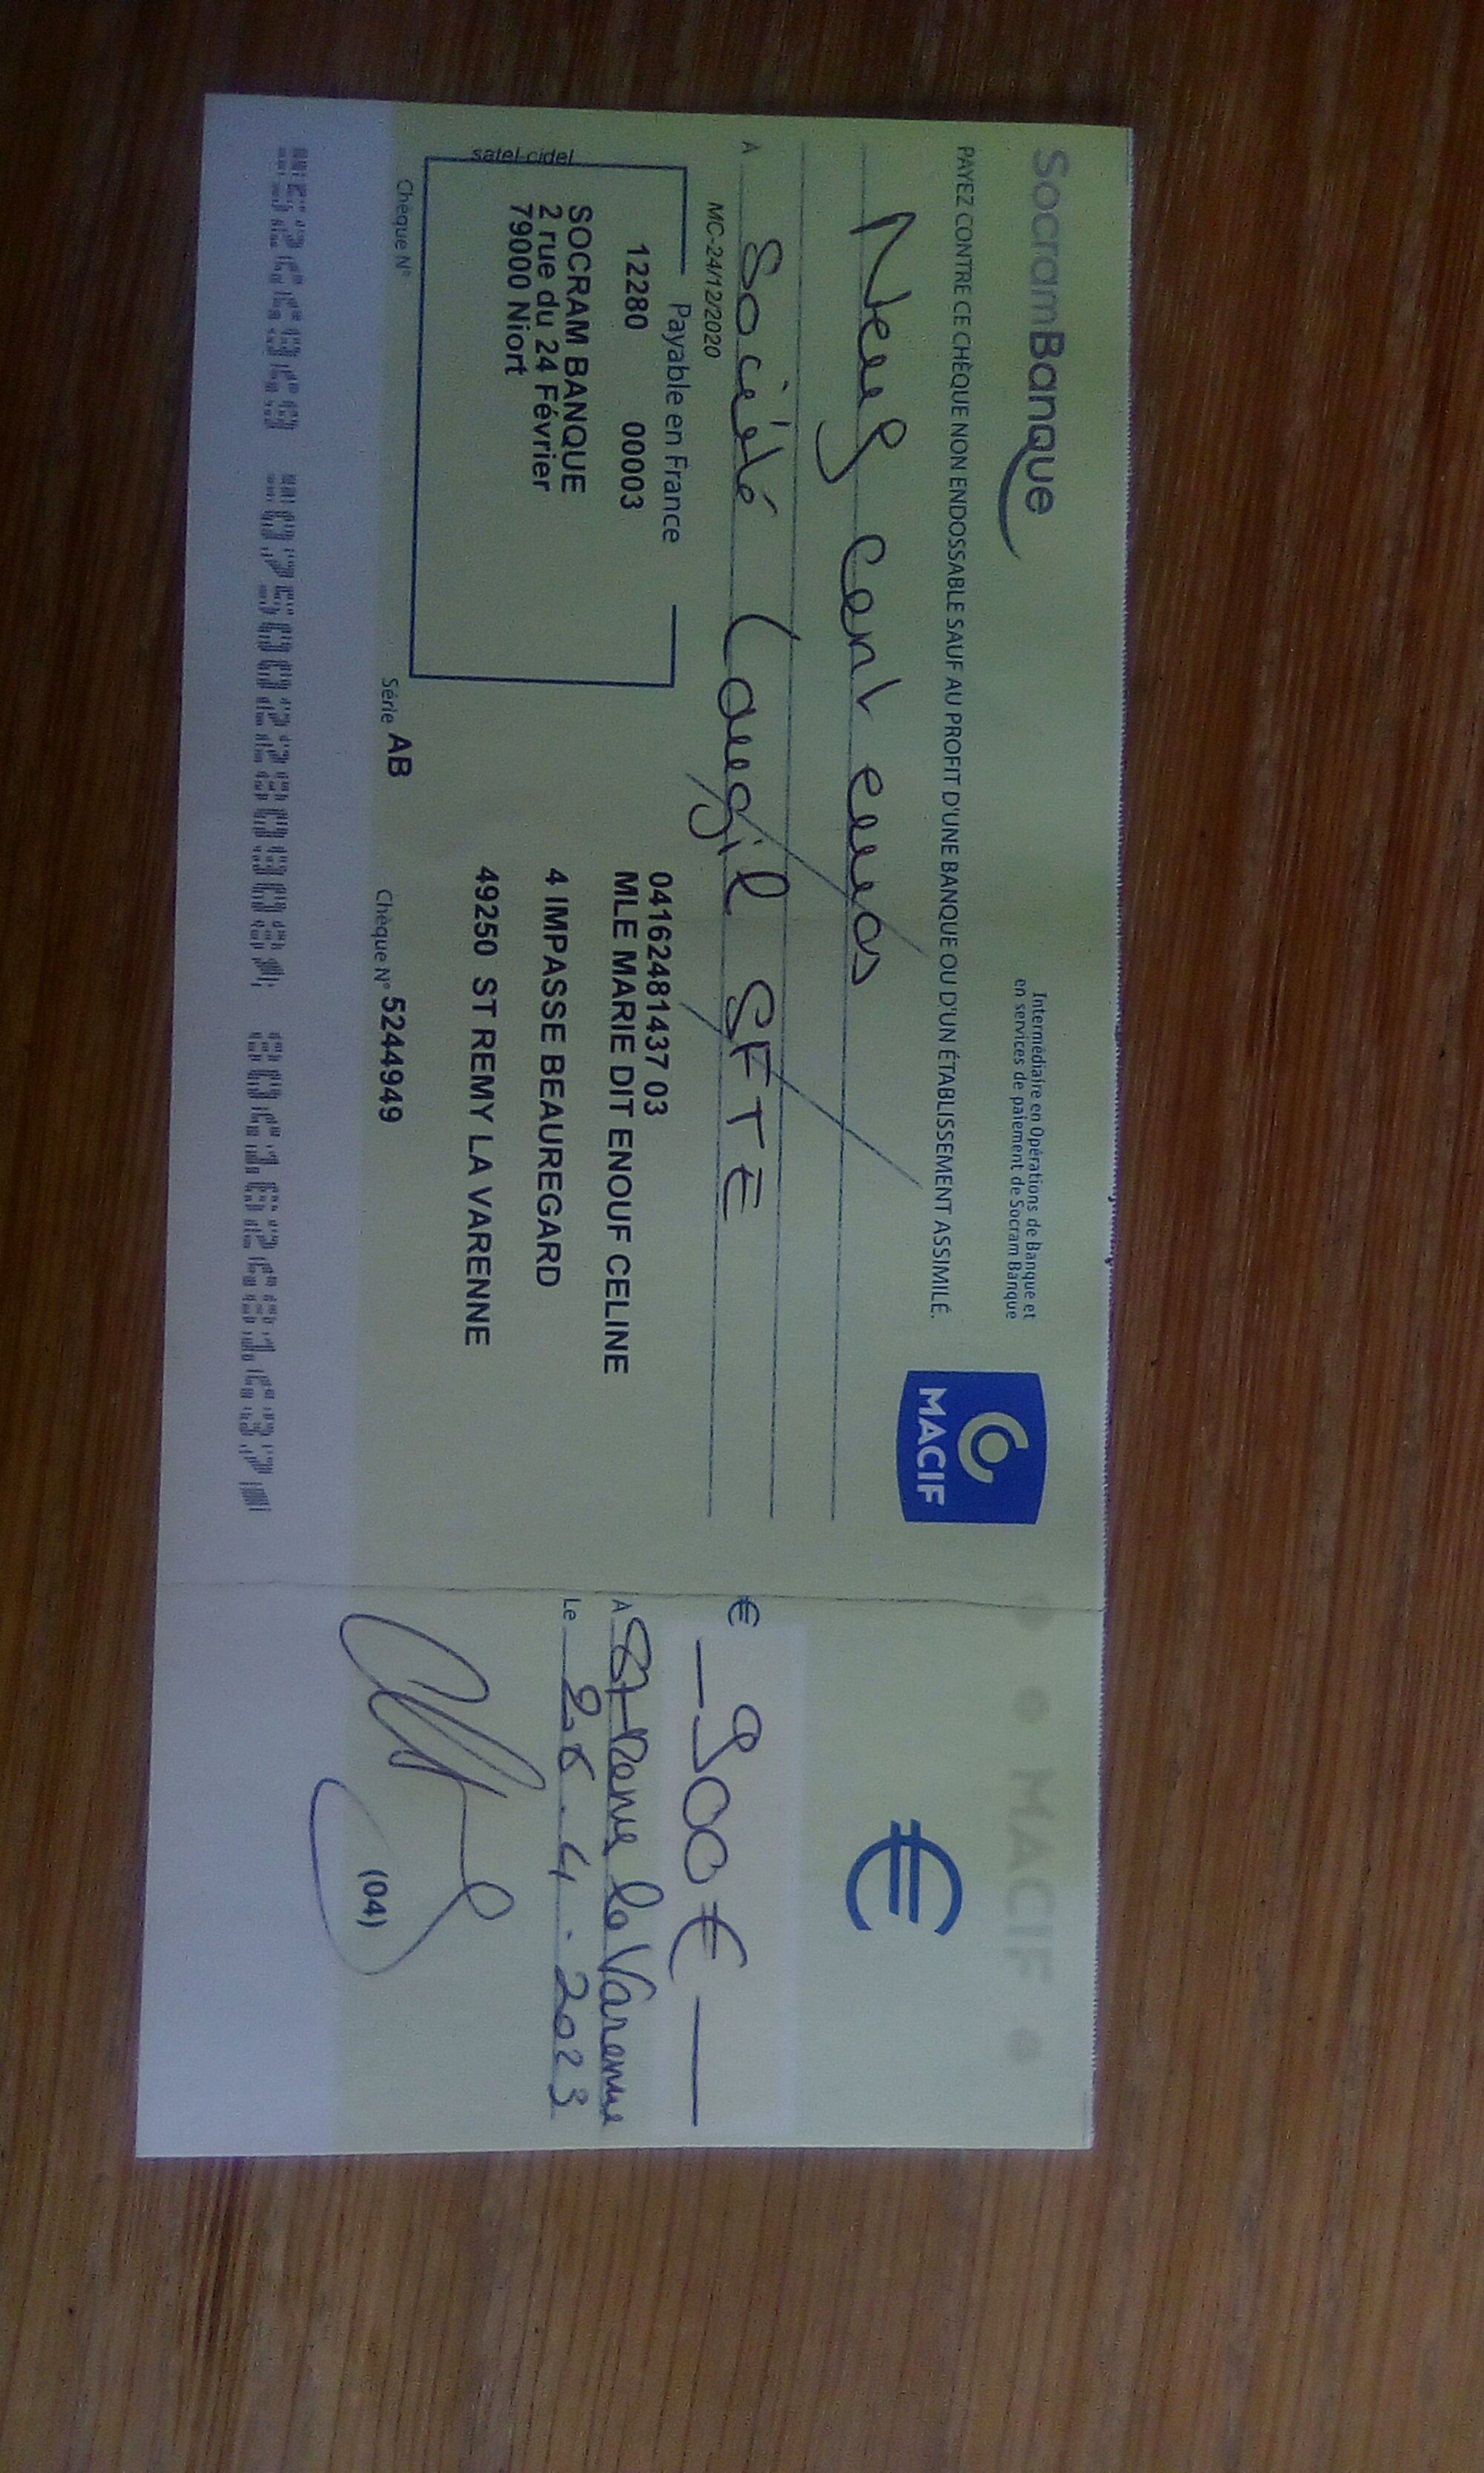 SocramBanque
Intermédiaire en Opérations de Banque et
en services de paiement de Socram Banque
MACIF
MACIF
€
PAYEZ CONTRE CE CHÈQUE NON ENDOSSABLE SAUF AU PROFIT D'UNE BANQUE OU D'UN ÉTABLISSEMENT ASSIMILÉ.
Neuf cent euros
A Société Caugil SFTE
€ 900 €
MC-24/12/2020
Payable en France
12280 00003
SOCRAM BANQUE
2 rue du 24 Février
79000 Niort
satel-cidel
04162481437 03
MLE MARIE DIT ENOUF CELINE
4 IMPASSE BEAUREGARD
49250 ST REMY LA VARENNE
A St Remy la Varenne
Le 26.4.2023
(04)
Chèque N°
Série AB
Chèque N° 5244949